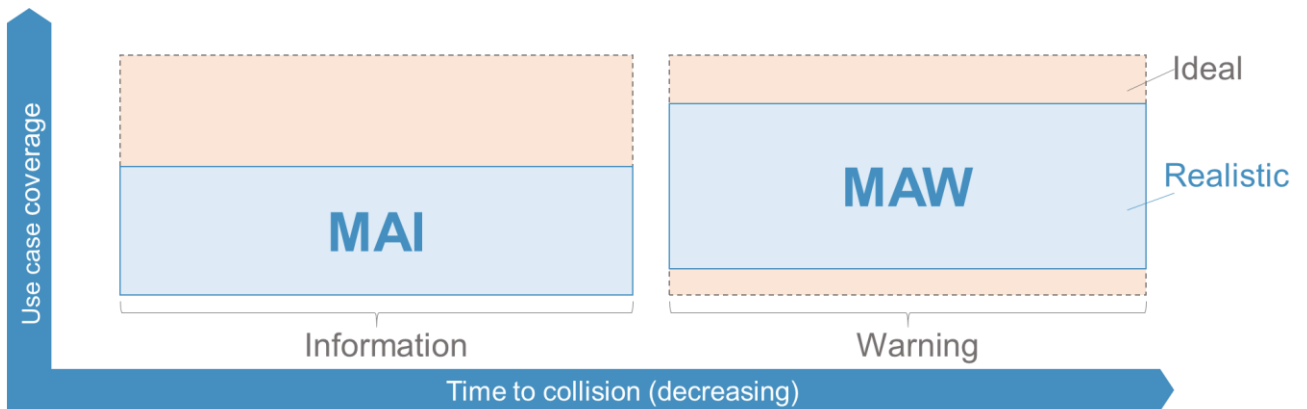 Use case coverage
MAI
MAW
Ideal
Realistic
Information
Warning
Time to collision (decreasing)